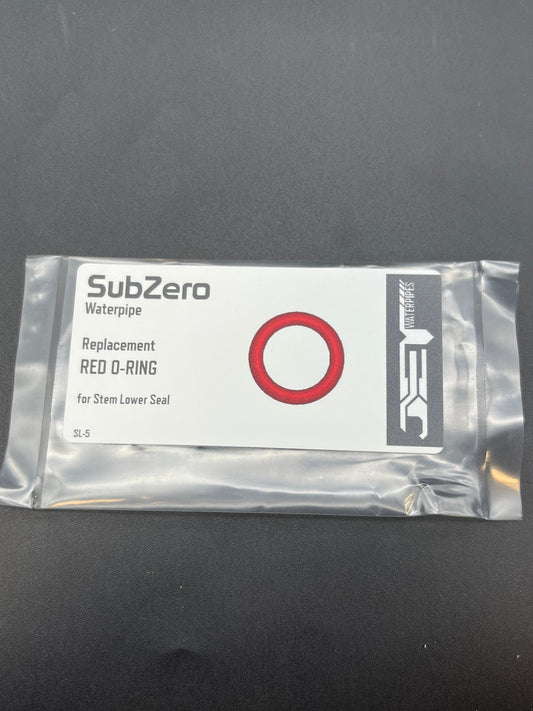 SubZero
Waterpipe
Replacement
RED O-RING
for Stem Lower Seal
SL-5
WATERPIPES